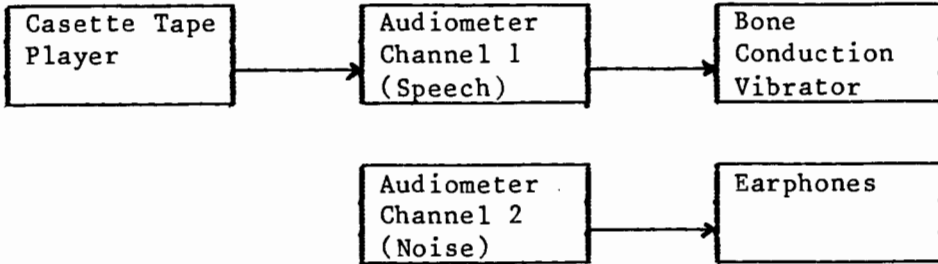 Casette Tape
Player
Audiometer
Channel 1
(Speech)
Bone
Conduction
Vibrator
Audiometer
Channel 2
(Noise)
Earphones